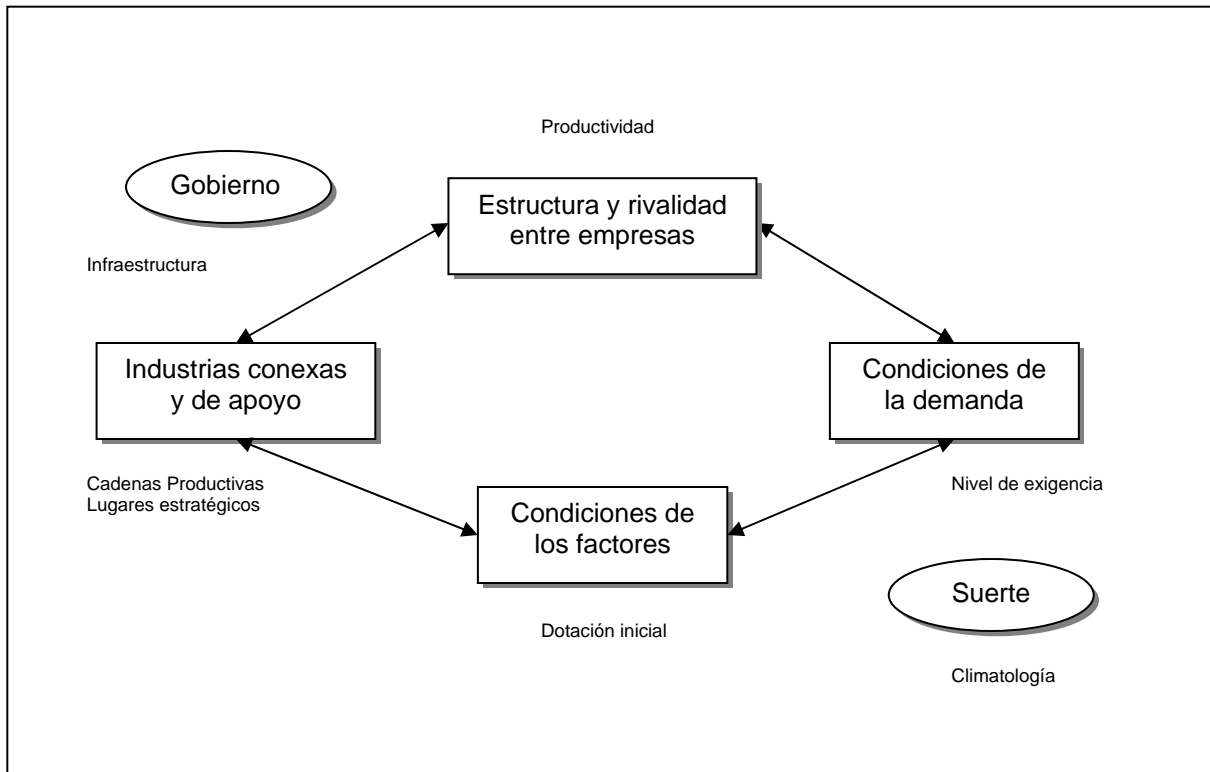 Productividad
Gobierno
Estructura y rivalidad
entre empresas
Infraestructura
Industrias conexas
y de apoyo
Condiciones de
la demanda
Cadenas Productivas
Lugares estratégicos
Nivel de exigencia
Condiciones de
los factores
Suerte
Dotación inicial
Climatología